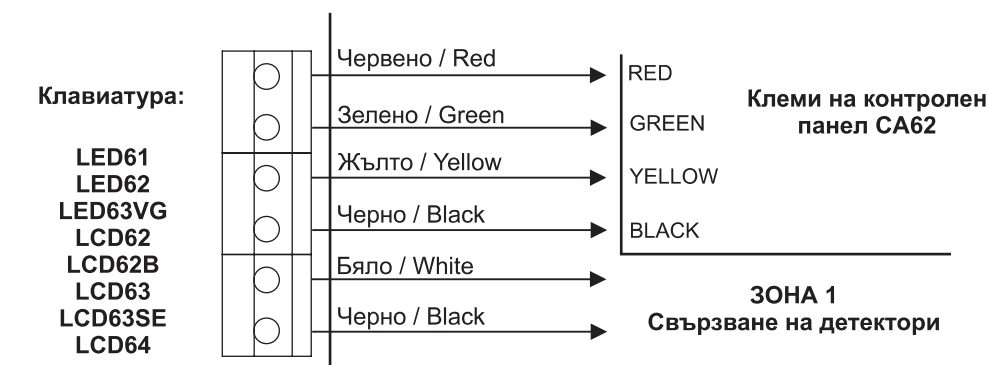 Клавиатура:
LED61
LED62
LED63VG
LCD62
LCD62B
LCD63
LCD63SE
LCD64
Червено / Red
Зелено / Green
Жълто / Yellow
Черно / Black
Бяло / White
Черно / Black
RED
GREEN
YELLOW
BLACK
Клеми на контролен
панел CA62
ЗОНА 1
Свързване на детектори